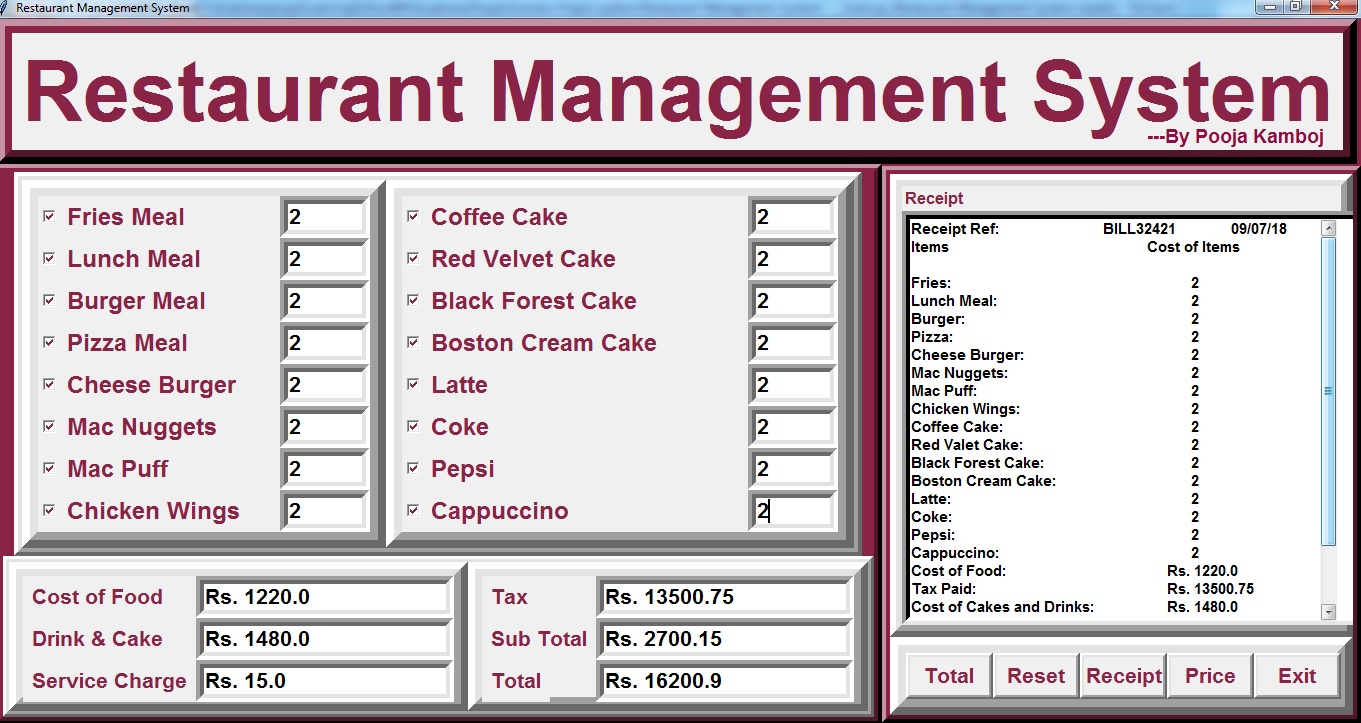 Restaurant Management System
Restaurant Management System
---By Pooja Kamboj
Fries Meal 2
Lunch Meal 2
Burger Meal 2
Pizza Meal 2
Cheese Burger 2
Mac Nuggets 2
Mac Puff 2
Chicken Wings 2
Coffee Cake 2
Red Velvet Cake 2
Black Forest Cake 2
Boston Cream Cake 2
Latte 2
Coke 2
Pepsi 2
Cappuccino 2
Cost of Food Rs. 1220.0
Drink & Cake Rs. 1480.0
Service Charge Rs. 15.0
Tax Rs. 13500.75
Sub Total Rs. 2700.15
Total Rs. 16200.9
Receipt
Receipt Ref: BILL32421 09/07/18
Items Cost of Items
Fries: 2
Lunch Meal: 2
Burger: 2
Pizza: 2
Cheese Burger: 2
Mac Nuggets: 2
Mac Puff: 2
Chicken Wings: 2
Coffee Cake: 2
Red Valet Cake: 2
Black Forest Cake: 2
Boston Cream Cake: 2
Latte: 2
Coke: 2
Pepsi: 2
Cappuccino: 2
Cost of Food: Rs. 1220.0
Tax Paid: Rs. 13500.75
Cost of Cakes and Drinks: Rs. 1480.0
Total Reset Receipt Price Exit